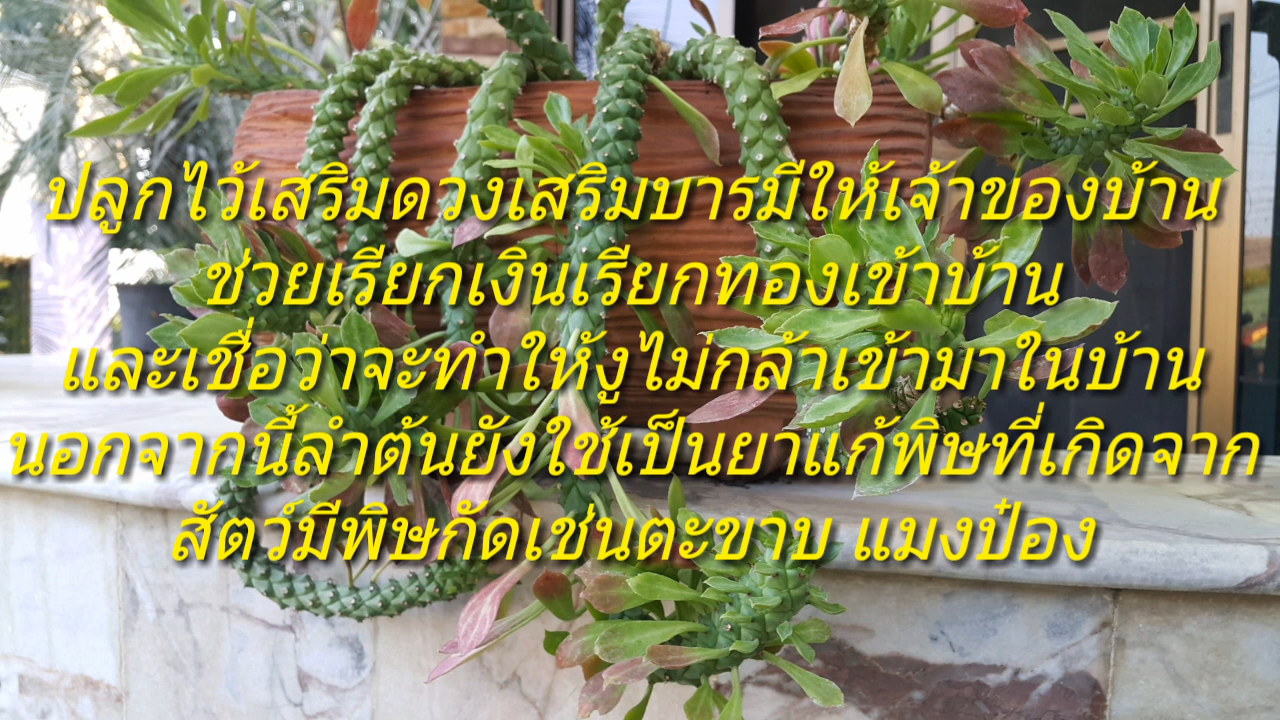 ปลูกไว้เสริมดวงเสริมบารมีให้เจ้าของบ้าน
ช่วยเรียกเงินเรียกทองเข้าบ้าน
และเชื่อว่าจะทำให้งูไม่กล้าเข้ามาในบ้าน
นอกจากนี้ลำต้นยังใช้เป็นยาแก้พิษที่เกิดจาก
สัตว์มีพิษกัดเช่นตะขาบ แมงป๋อง